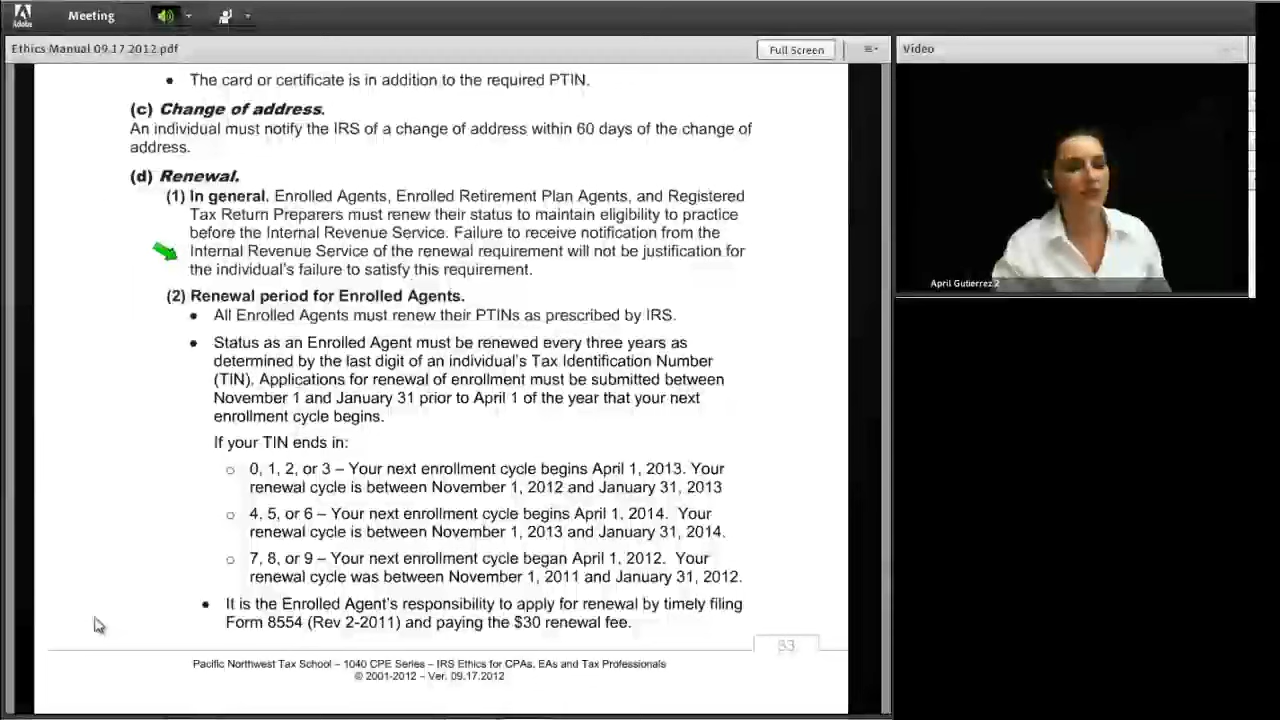 Adobe
Meeting
Ethics Manual 09.17 2012.pdf
Full Screen
Video
• The card or certificate is in addition to the required PTIN.
(c) Change of address.
An individual must notify the IRS of a change of address within 60 days of the change of
address.
(d) Renewal.
(1) In general. Enrolled Agents, Enrolled Retirement Plan Agents, and Registered
Tax Return Preparers must renew their status to maintain eligibility to practice
before the Internal Revenue Service. Failure to receive notification from the
Internal Revenue Service of the renewal requirement will not be justification for
the individual's failure to satisfy this requirement.
(2) Renewal period for Enrolled Agents.
• All Enrolled Agents must renew their PTINs as prescribed by IRS.
• Status as an Enrolled Agent must be renewed every three years as
determined by the last digit of an individual's Tax Identification Number
(TIN). Applications for renewal of enrollment must be submitted between
November 1 and January 31 prior to April 1 of the year that your next
enrollment cycle begins.
If your TIN ends in:
o 0, 1, 2, or 3 – Your next enrollment cycle begins April 1, 2013. Your
renewal cycle is between November 1, 2012 and January 31, 2013
o 4, 5, or 6 – Your next enrollment cycle begins April 1, 2014. Your
renewal cycle is between November 1, 2013 and January 31, 2014.
o 7, 8, or 9 – Your next enrollment cycle began April 1, 2012. Your
renewal cycle was between November 1, 2011 and January 31, 2012.
• It is the Enrolled Agent's responsibility to apply for renewal by timely filing
Form 8554 (Rev 2-2011) and paying the $30 renewal fee.
33
Pacific Northwest Tax School – 1040 CPE Series – IRS Ethics for CPAs, EAs and Tax Professionals
© 2001-2012 – Ver. 09.17.2012
April Gutierrez 2